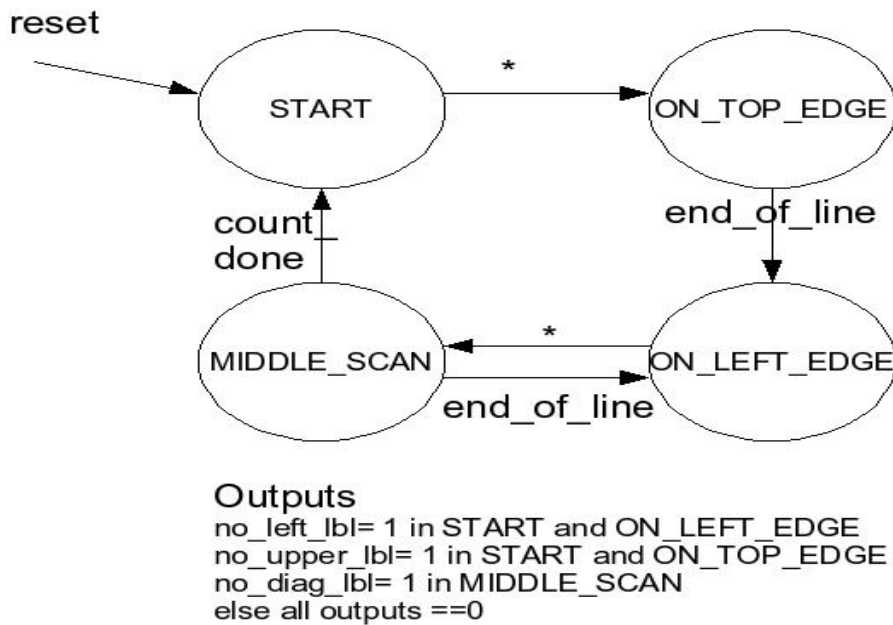 reset
START
*
ON_TOP_EDGE
count_
done
end_of_line
MIDDLE_SCAN
*
ON_LEFT_EDGE
end_of_line
Outputs
no_left_lbl= 1 in START and ON_LEFT_EDGE
no_upper_lbl= 1 in START and ON_TOP_EDGE
no_diag_lbl= 1 in MIDDLE_SCAN
else all outputs ==0